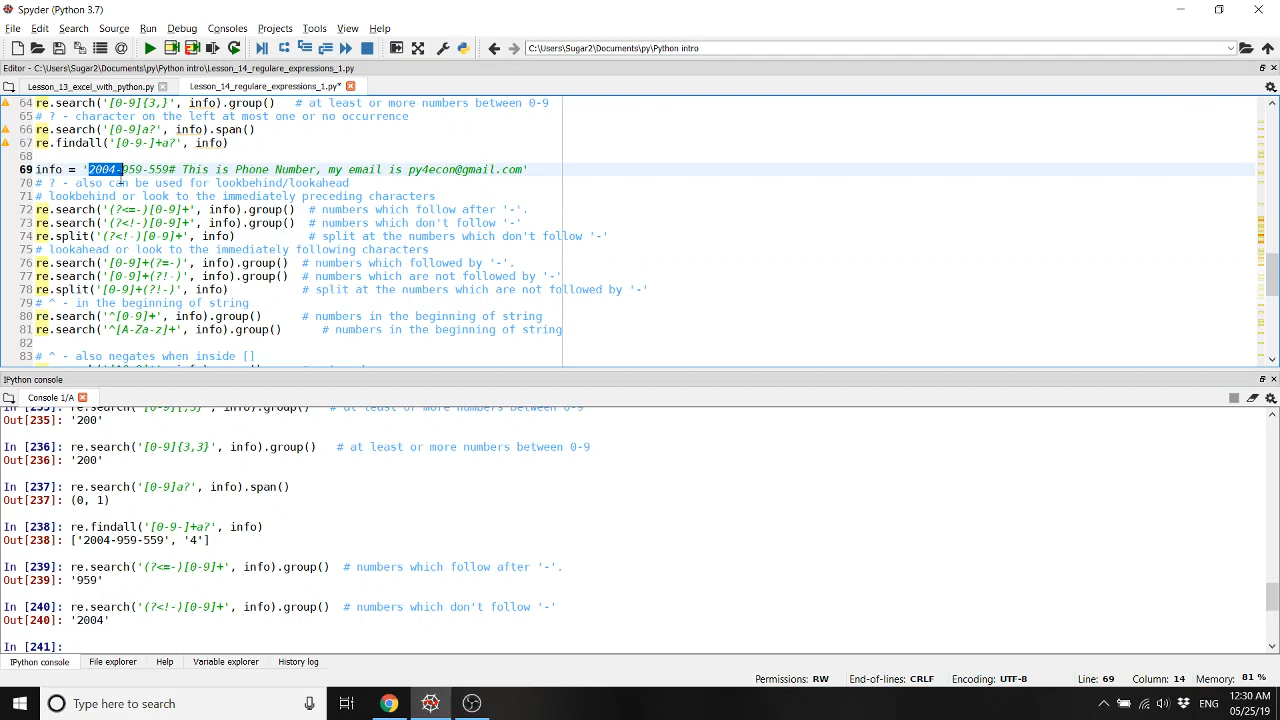 Spyder (Python 3.7)
File Edit Search Source Run Debug Consoles Projects Tools View Help
C:\Users\Sugar2\Documents\py\Python intro
Editor - C:\Users\Sugar2\Documents\py\Python intro\Lesson_14_regulare_expressions_1.py
Lesson_13_excel_with_python.py Lesson_14_regulare_expressions_1.py*
64 re.search('[0-9]{3,}', info).group() # at least or more numbers between 0-9
65 # ? - character on the left at most one or no occurrence
66 re.search('[0-9]a?', info).span()
67 re.findall('[0-9-]+a?', info)
68
69 info = '2004-959-559# This is Phone Number, my email is py4econ@gmail.com'
70 # ? - also can be used for lookbehind/lookahead
71 # lookbehind or look to the immediately preceding characters
72 re.search('(?<=-)[0-9]+', info).group() # numbers which follow after '-'.
73 re.search('(?<!-)[0-9]+', info).group() # numbers which don't follow '-'
74 re.split('(?<!-)[0-9]+', info) # split at the numbers which don't follow '-'
75 # lookahead or look to the immediately following characters
76 re.search('[0-9]+(?=-)', info).group() # numbers which followed by '-'.
77 re.search('[0-9]+(?!-)', info).group() # numbers which are not followed by '-'
78 re.split('[0-9]+(?!-)', info) # split at the numbers which are not followed by '-'
79 # ^ - in the beginning of string
80 re.search('^[0-9]+', info).group() # numbers in the beginning of string
81 re.search('^[A-Za-z]+', info).group() # numbers in the beginning of string
82
83 # ^ - also negates when inside []
IPython console
Console 1/A
In [235]: re.search('[0-9]{,3}', info).group() # at least or more numbers between 0-9
Out[235]: '200'
In [236]: re.search('[0-9]{3,3}', info).group() # at least or more numbers between 0-9
Out[236]: '200'
In [237]: re.search('[0-9]a?', info).span()
Out[237]: (0, 1)
In [238]: re.findall('[0-9-]+a?', info)
Out[238]: ['2004-959-559', '4']
In [239]: re.search('(?<=-)[0-9]+', info).group() # numbers which follow after '-'.
Out[239]: '959'
In [240]: re.search('(?<!-)[0-9]+', info).group() # numbers which don't follow '-'
Out[240]: '2004'
In [241]:
IPython console File explorer Help Variable explorer History log
Permissions: RW End-of-lines: CRLF Encoding: UTF-8 Line: 69 Column: 14 Memory: 81 %
Type here to search
ENG
12:30 AM
05/25/19